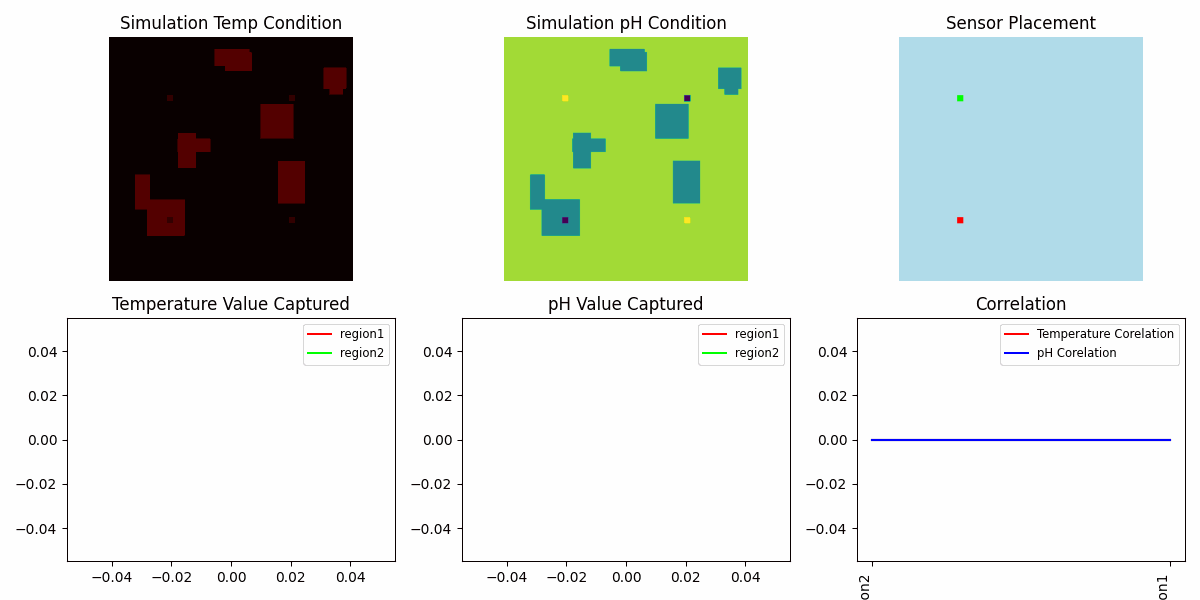 Simulation Temp Condition
Simulation pH Condition
Sensor Placement
Temperature Value Captured
pH Value Captured
Correlation
region1
region2
0.04
0.02
0.00
−0.02
−0.04
−0.04 −0.02 0.00 0.02 0.04
region1
region2
0.04
0.02
0.00
−0.02
−0.04
−0.04 −0.02 0.00 0.02 0.04
Temperature Corelation
pH Corelation
0.04
0.02
0.00
−0.02
−0.04
on2
on1